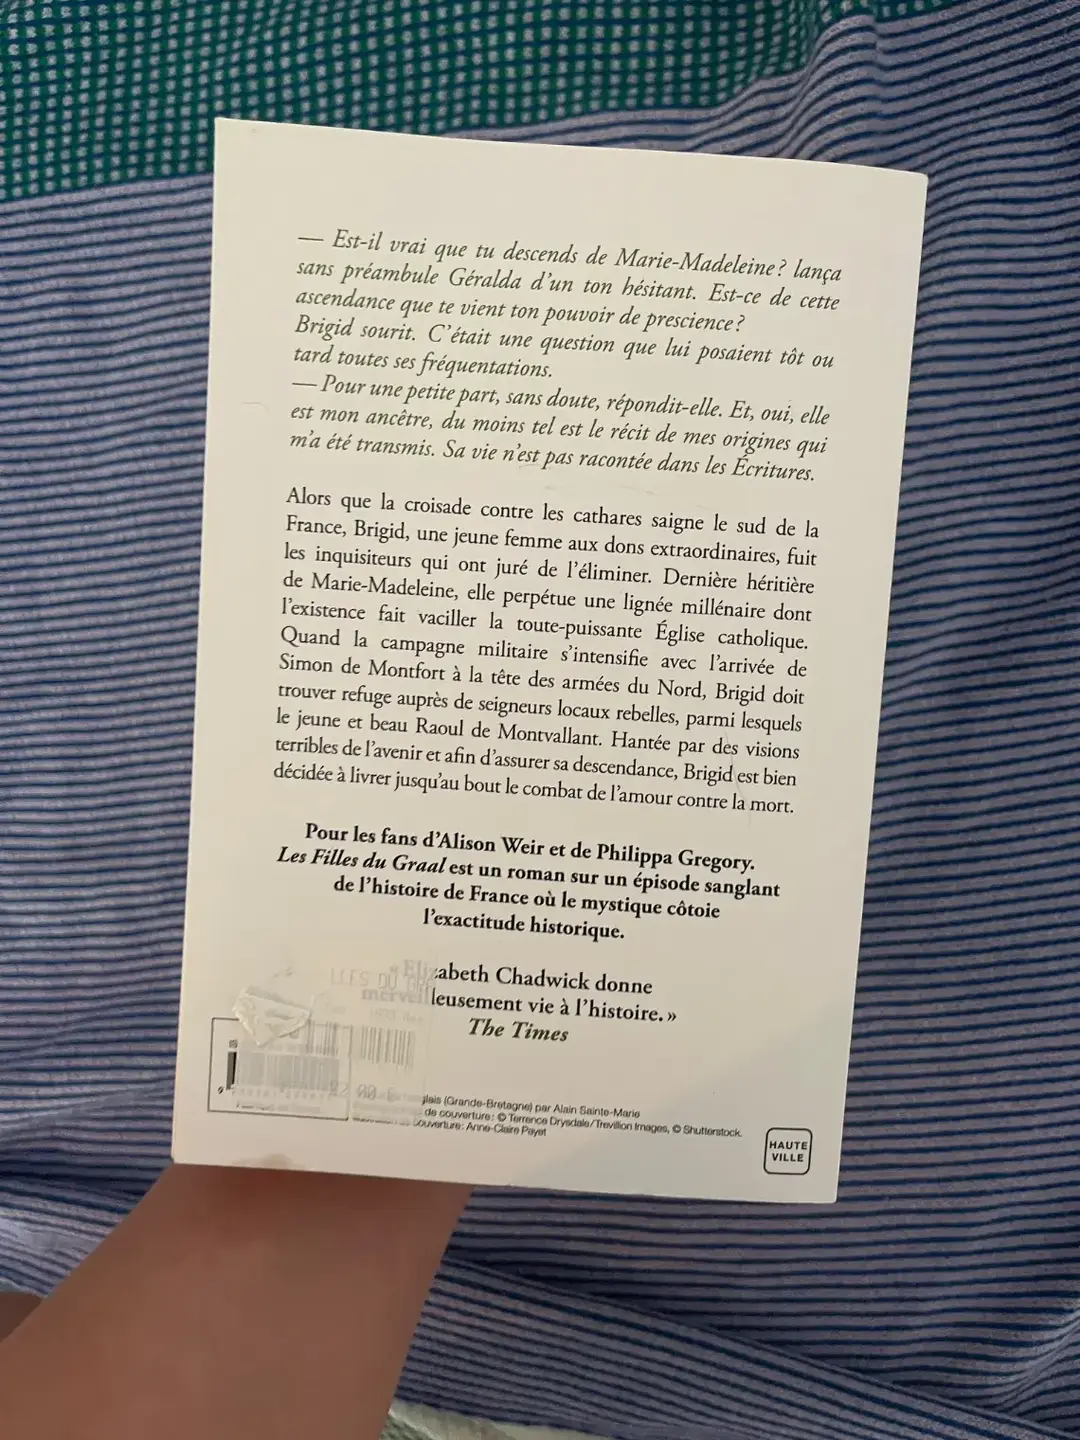 — Est-il vrai que tu descends de Marie-Madeleine ? lança
sans préambule Géralda d'un ton hésitant. Est-ce de cette
ascendance que te vient ton pouvoir de prescience ?
Brigid sourit. C'était une question que lui posaient tôt ou
tard toutes ses fréquentations.
— Pour une petite part, sans doute, répondit-elle. Et, oui, elle
est mon ancêtre, du moins tel est le récit de mes origines qui
m'a été transmis. Sa vie n'est pas racontée dans les Écritures.
Alors que la croisade contre les cathares saigne le sud de la
France, Brigid, une jeune femme aux dons extraordinaires, fuit
les inquisiteurs qui ont juré de l'éliminer. Dernière héritière
de Marie-Madeleine, elle perpétue une lignée millénaire dont
l'existence fait vaciller la toute-puissante Église catholique.
Quand la campagne militaire s'intensifie avec l'arrivée de
Simon de Montfort à la tête des armées du Nord, Brigid doit
trouver refuge auprès de seigneurs locaux rebelles, parmi lesquels
le jeune et beau Raoul de Montvallant. Hantée par des visions
terribles de l'avenir et afin d'assurer sa descendance, Brigid est bien
décidée à livrer jusqu'au bout le combat de l'amour contre la mort.
Pour les fans d'Alison Weir et de Philippa Gregory.
Les Filles du Graal est un roman sur un épisode sanglant
de l'histoire de France où le mystique côtoie
l'exactitude historique.
« Elizabeth Chadwick donne
merveilleusement vie à l'histoire. »
The Times
glais (Grande-Bretagne) par Alain Sainte-Marie
de couverture : © Terrence Drysdale/Trevillion Images, © Shutterstock.
couverture : Anne-Claire Payet
HAUTE
VILLE